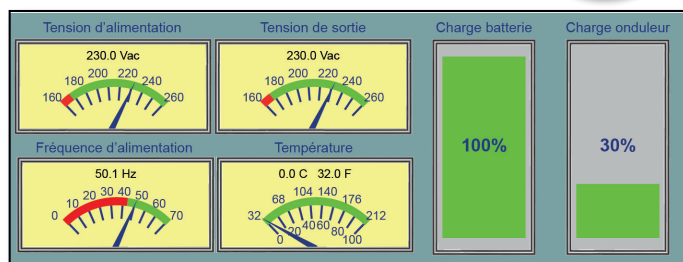 Tension d'alimentation
230.0 Vac
160 180 200 220 240 260
Tension de sortie
230.0 Vac
160 180 200 220 240 260
Charge batterie
100%
Charge onduleur
30%
Fréquence d'alimentation
50.1 Hz
0 10 20 30 40 50 60 70
Température
0.0 C 32.0 F
32 68 104 140 176 212
0 20 40 60 80 100